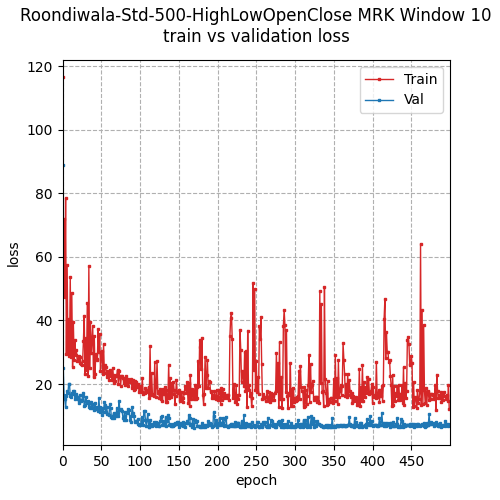 Roondiwala-Std-500-HighLowOpenClose MRK Window 10
train vs validation loss
Train
Val
loss
120
100
80
60
40
20
0 50 100 150 200 250 300 350 400 450
epoch